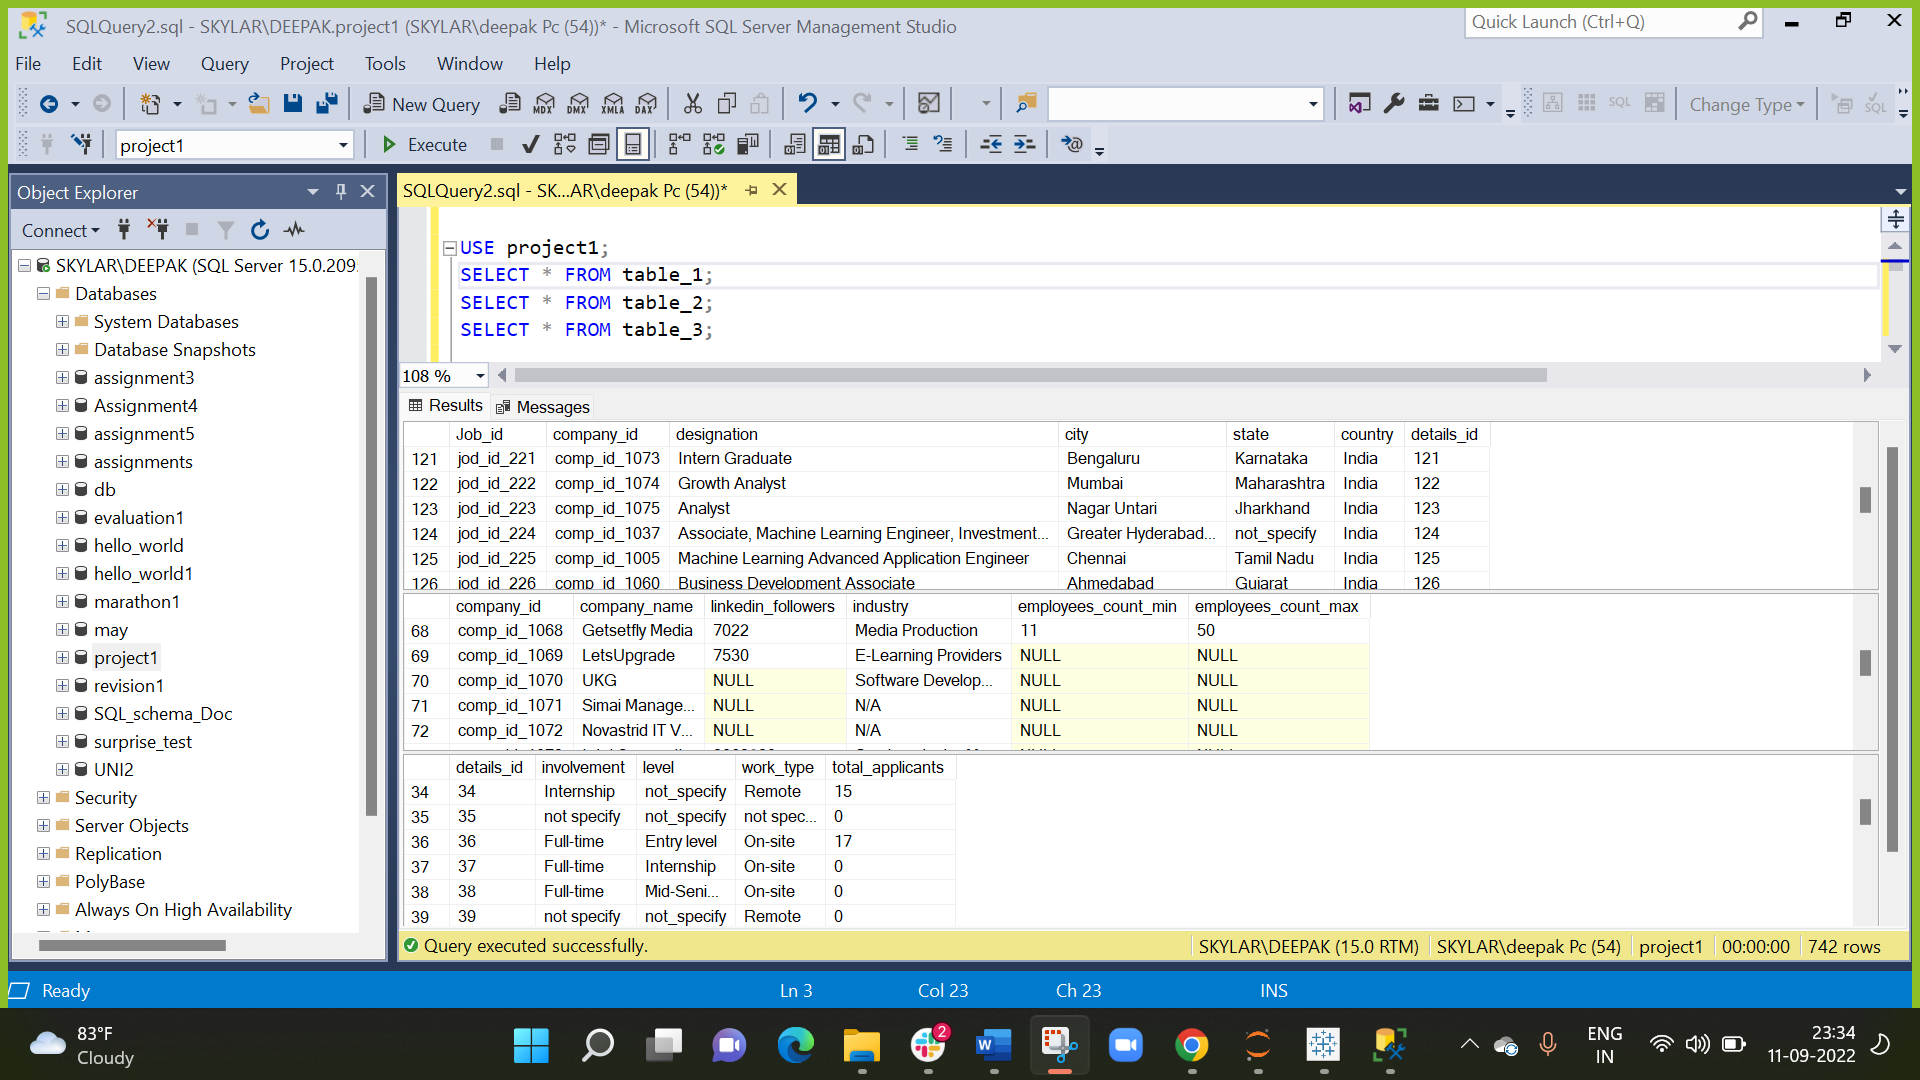 SQLQuery2.sql - SKYLAR\DEEPAK.project1 (SKYLAR\deepak Pc (54))* - Microsoft SQL Server Management Studio
Quick Launch (Ctrl+Q)
File Edit View Query Project Tools Window Help
New Query MDX DMX XMLA DAX SQL Change Type SQL
project1 Execute
Object Explorer
Connect
SKYLAR\DEEPAK (SQL Server 15.0.209
Databases
System Databases
Database Snapshots
assignment3
Assignment4
assignment5
assignments
db
evaluation1
hello_world
hello_world1
marathon1
may
project1
revision1
SQL_schema_Doc
surprise_test
UNI2
Security
Server Objects
Replication
PolyBase
Always On High Availability
SQLQuery2.sql - SK...AR\deepak Pc (54))*
USE project1;
SELECT * FROM table_1;
SELECT * FROM table_2;
SELECT * FROM table_3;
108 %
Results Messages
Job_id company_id designation city state country details_id
121 jod_id_221 comp_id_1073 Intern Graduate Bengaluru Karnataka India 121
122 jod_id_222 comp_id_1074 Growth Analyst Mumbai Maharashtra India 122
123 jod_id_223 comp_id_1075 Analyst Nagar Untari Jharkhand India 123
124 jod_id_224 comp_id_1037 Associate, Machine Learning Engineer, Investment... Greater Hyderabad... not_specify India 124
125 jod_id_225 comp_id_1005 Machine Learning Advanced Application Engineer Chennai Tamil Nadu India 125
126 jod_id_226 comp_id_1060 Business Development Associate Ahmedabad Gujarat India 126
company_id company_name linkedin_followers industry employees_count_min employees_count_max
68 comp_id_1068 Getsetfly Media 7022 Media Production 11 50
69 comp_id_1069 LetsUpgrade 7530 E-Learning Providers NULL NULL
70 comp_id_1070 UKG NULL Software Develop... NULL NULL
71 comp_id_1071 Simai Manage... NULL N/A NULL NULL
72 comp_id_1072 Novastrid IT V... NULL N/A NULL NULL
details_id involvement level work_type total_applicants
34 34 Internship not_specify Remote 15
35 35 not specify not_specify not spec... 0
36 36 Full-time Entry level On-site 17
37 37 Full-time Internship On-site 0
38 38 Full-time Mid-Seni... On-site 0
39 39 not specify not_specify Remote 0
Query executed successfully. SKYLAR\DEEPAK (15.0 RTM) SKYLAR\deepak Pc (54) project1 00:00:00 742 rows
Ready Ln 3 Col 23 Ch 23 INS
83°F
Cloudy
2
W
ENG
IN
23:34
11-09-2022